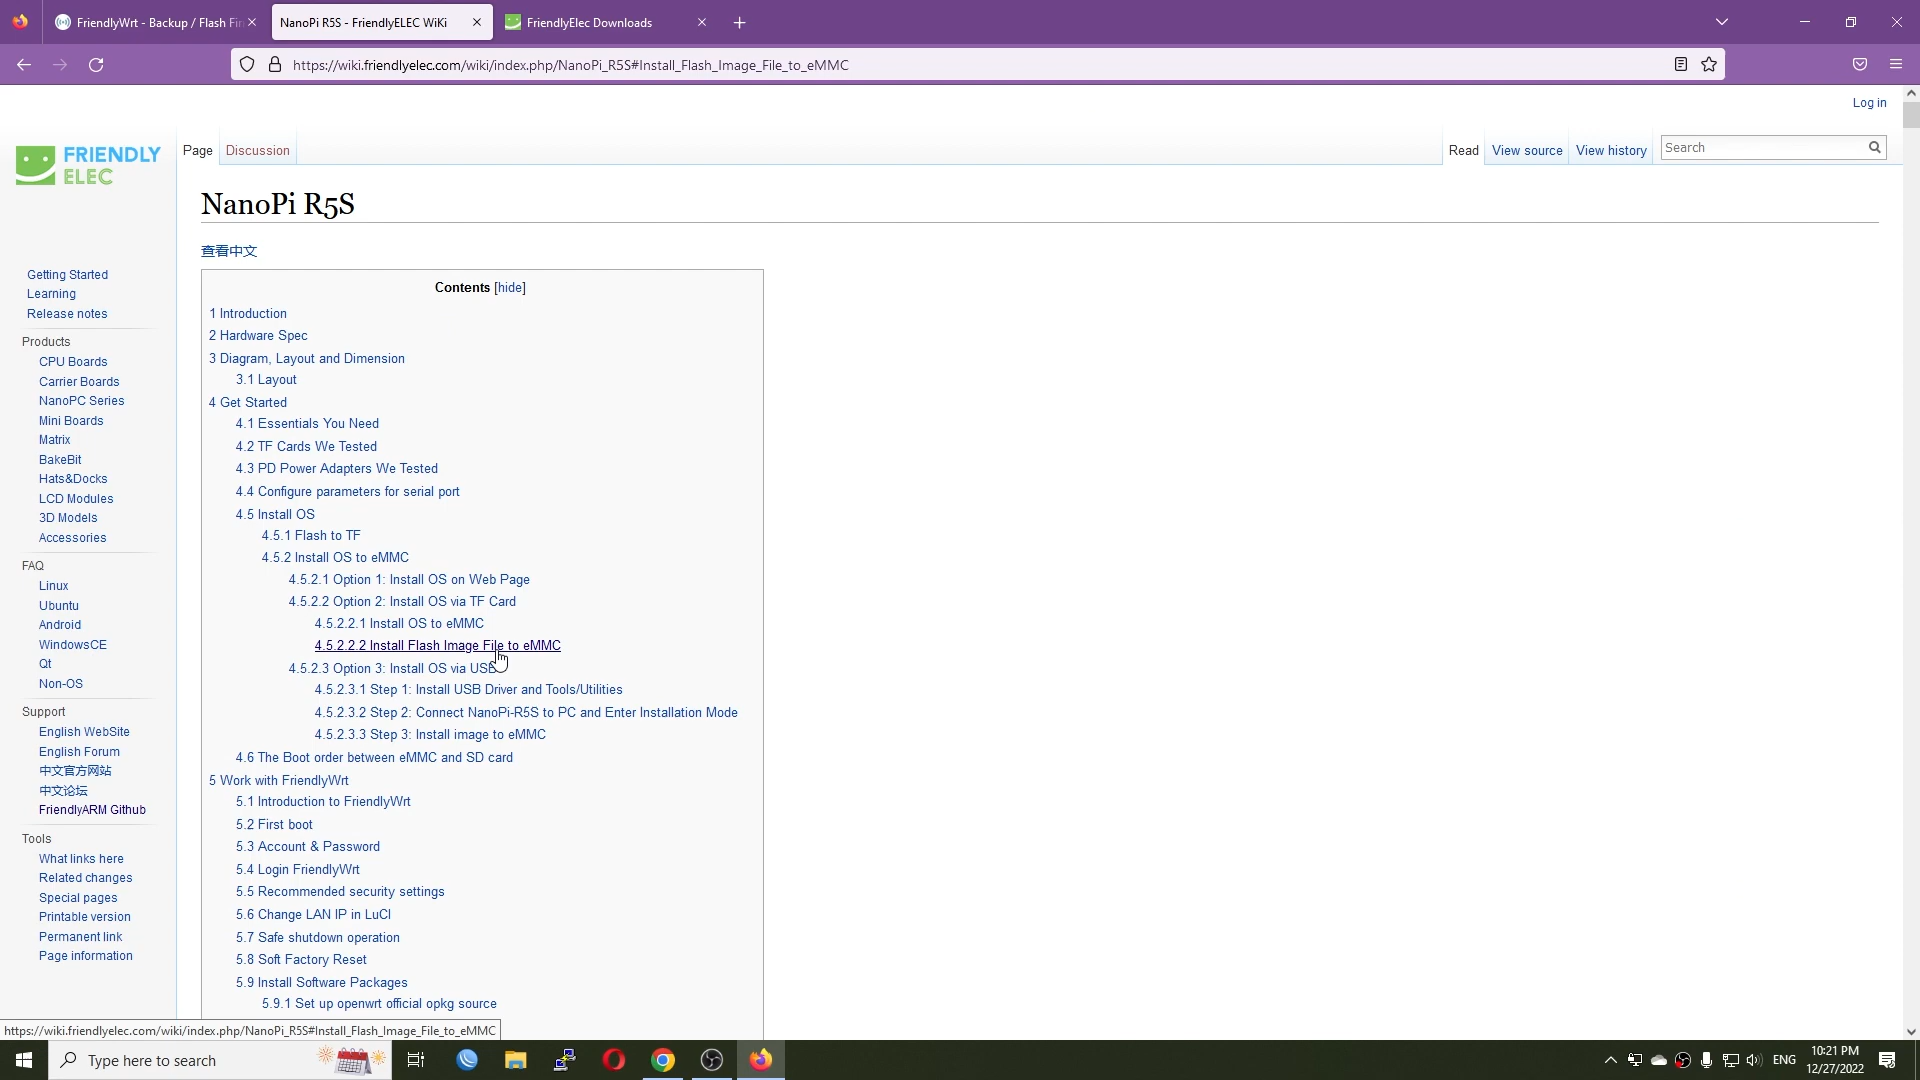 FriendlyWrt - Backup / Flash Fir
NanoPi R5S - FriendlyELEC WiKi
FriendlyElec Downloads
https://wiki.friendlyelec.com/wiki/index.php/NanoPi_R5S#Install_Flash_Image_File_to_eMMC
Log in
FRIENDLY
ELEC
Page
Discussion
Read
View source
View history
Search
NanoPi R5S
查看中文
Getting Started
Learning
Release notes
Products
CPU Boards
Carrier Boards
NanoPC Series
Mini Boards
Matrix
BakeBit
Hats&Docks
LCD Modules
3D Models
Accessories
FAQ
Linux
Ubuntu
Android
WindowsCE
Qt
Non-OS
Support
English WebSite
English Forum
中文官方网站
中文论坛
FriendlyARM Github
Tools
What links here
Related changes
Special pages
Printable version
Permanent link
Page information
Contents [hide]
1 Introduction
2 Hardware Spec
3 Diagram, Layout and Dimension
3.1 Layout
4 Get Started
4.1 Essentials You Need
4.2 TF Cards We Tested
4.3 PD Power Adapters We Tested
4.4 Configure parameters for serial port
4.5 Install OS
4.5.1 Flash to TF
4.5.2 Install OS to eMMC
4.5.2.1 Option 1: Install OS on Web Page
4.5.2.2 Option 2: Install OS via TF Card
4.5.2.2.1 Install OS to eMMC
4.5.2.2.2 Install Flash Image File to eMMC
4.5.2.3 Option 3: Install OS via USB
4.5.2.3.1 Step 1: Install USB Driver and Tools/Utilities
4.5.2.3.2 Step 2: Connect NanoPi-R5S to PC and Enter Installation Mode
4.5.2.3.3 Step 3: Install image to eMMC
4.6 The Boot order between eMMC and SD card
5 Work with FriendlyWrt
5.1 Introduction to FriendlyWrt
5.2 First boot
5.3 Account & Password
5.4 Login FriendlyWrt
5.5 Recommended security settings
5.6 Change LAN IP in LuCI
5.7 Safe shutdown operation
5.8 Soft Factory Reset
5.9 Install Software Packages
5.9.1 Set up openwrt official opkg source
https://wiki.friendlyelec.com/wiki/index.php/NanoPi_R5S#Install_Flash_Image_File_to_eMMC
Type here to search
ENG
10:21 PM
12/27/2022